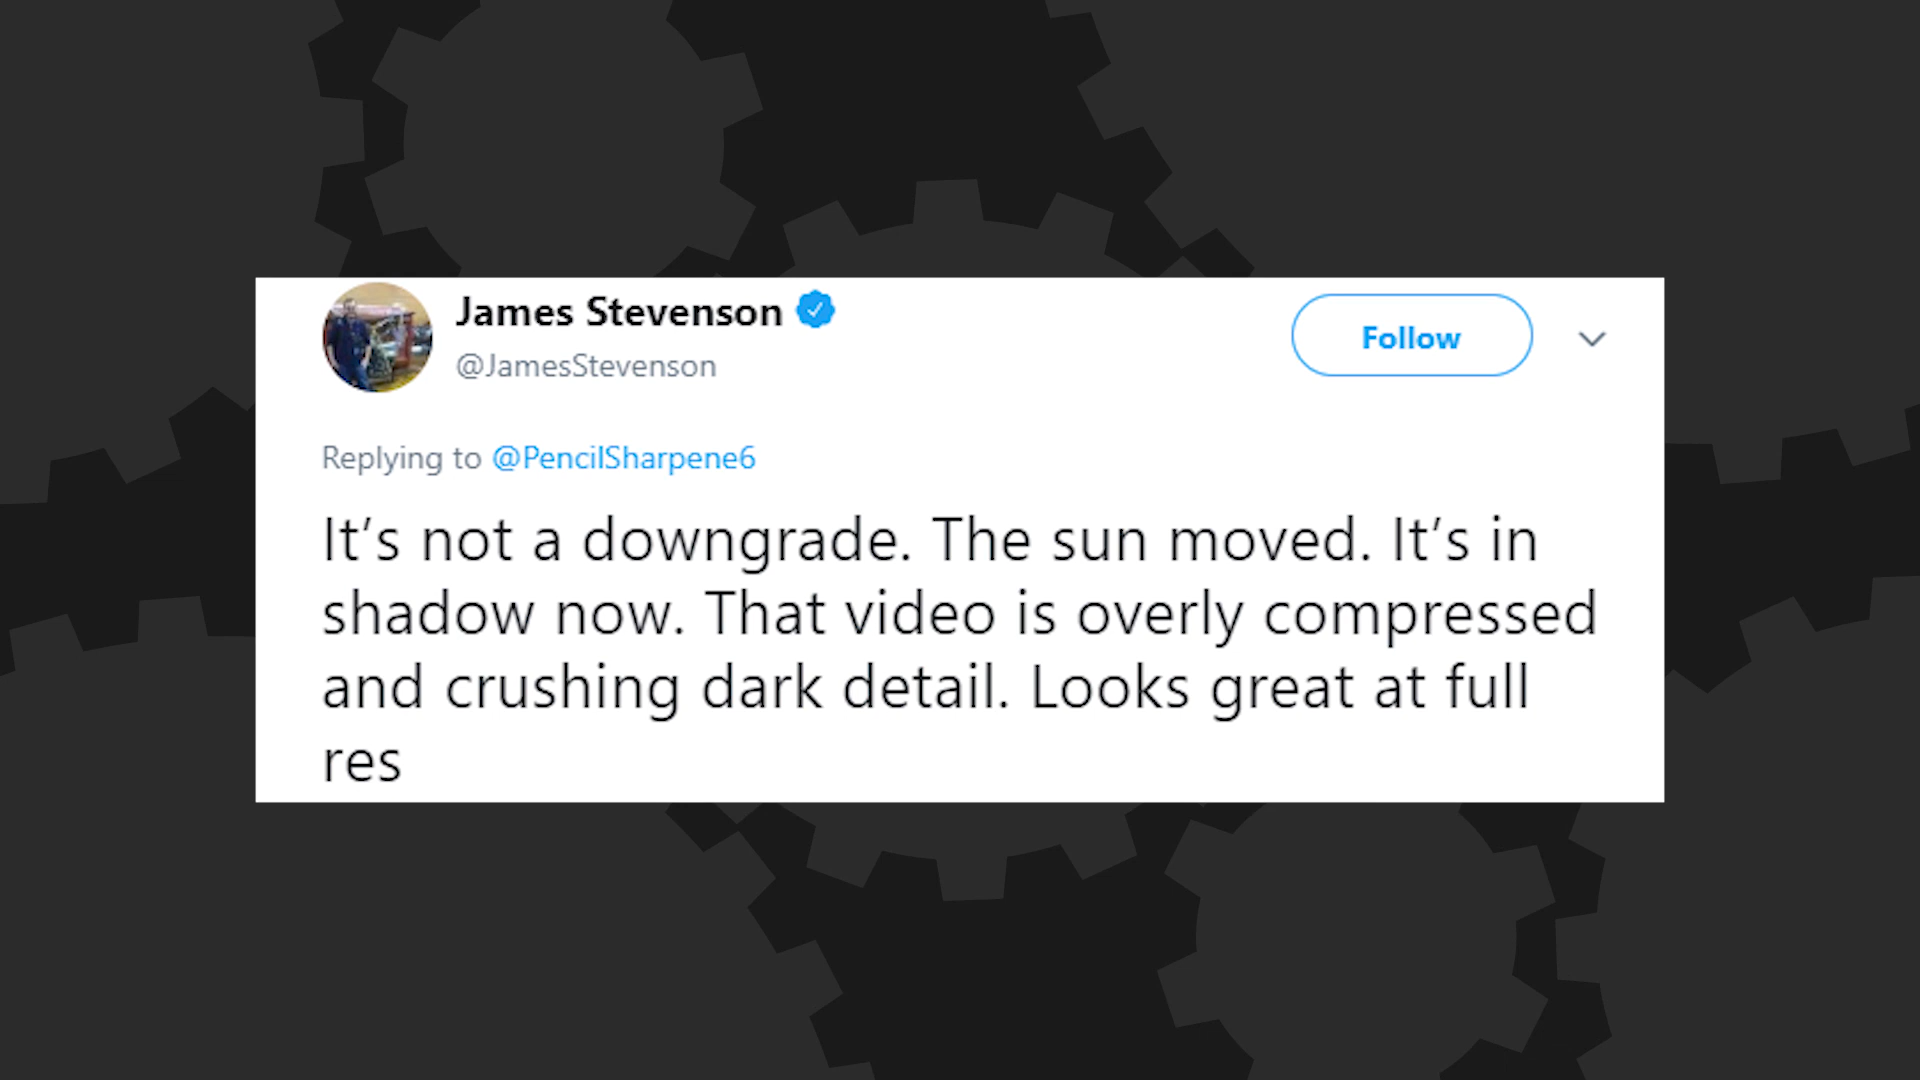 James Stevenson
@JamesStevenson
Follow
Replying to @PencilSharpene6
It’s not a downgrade. The sun moved. It’s in
shadow now. That video is overly compressed
and crushing dark detail. Looks great at full
res